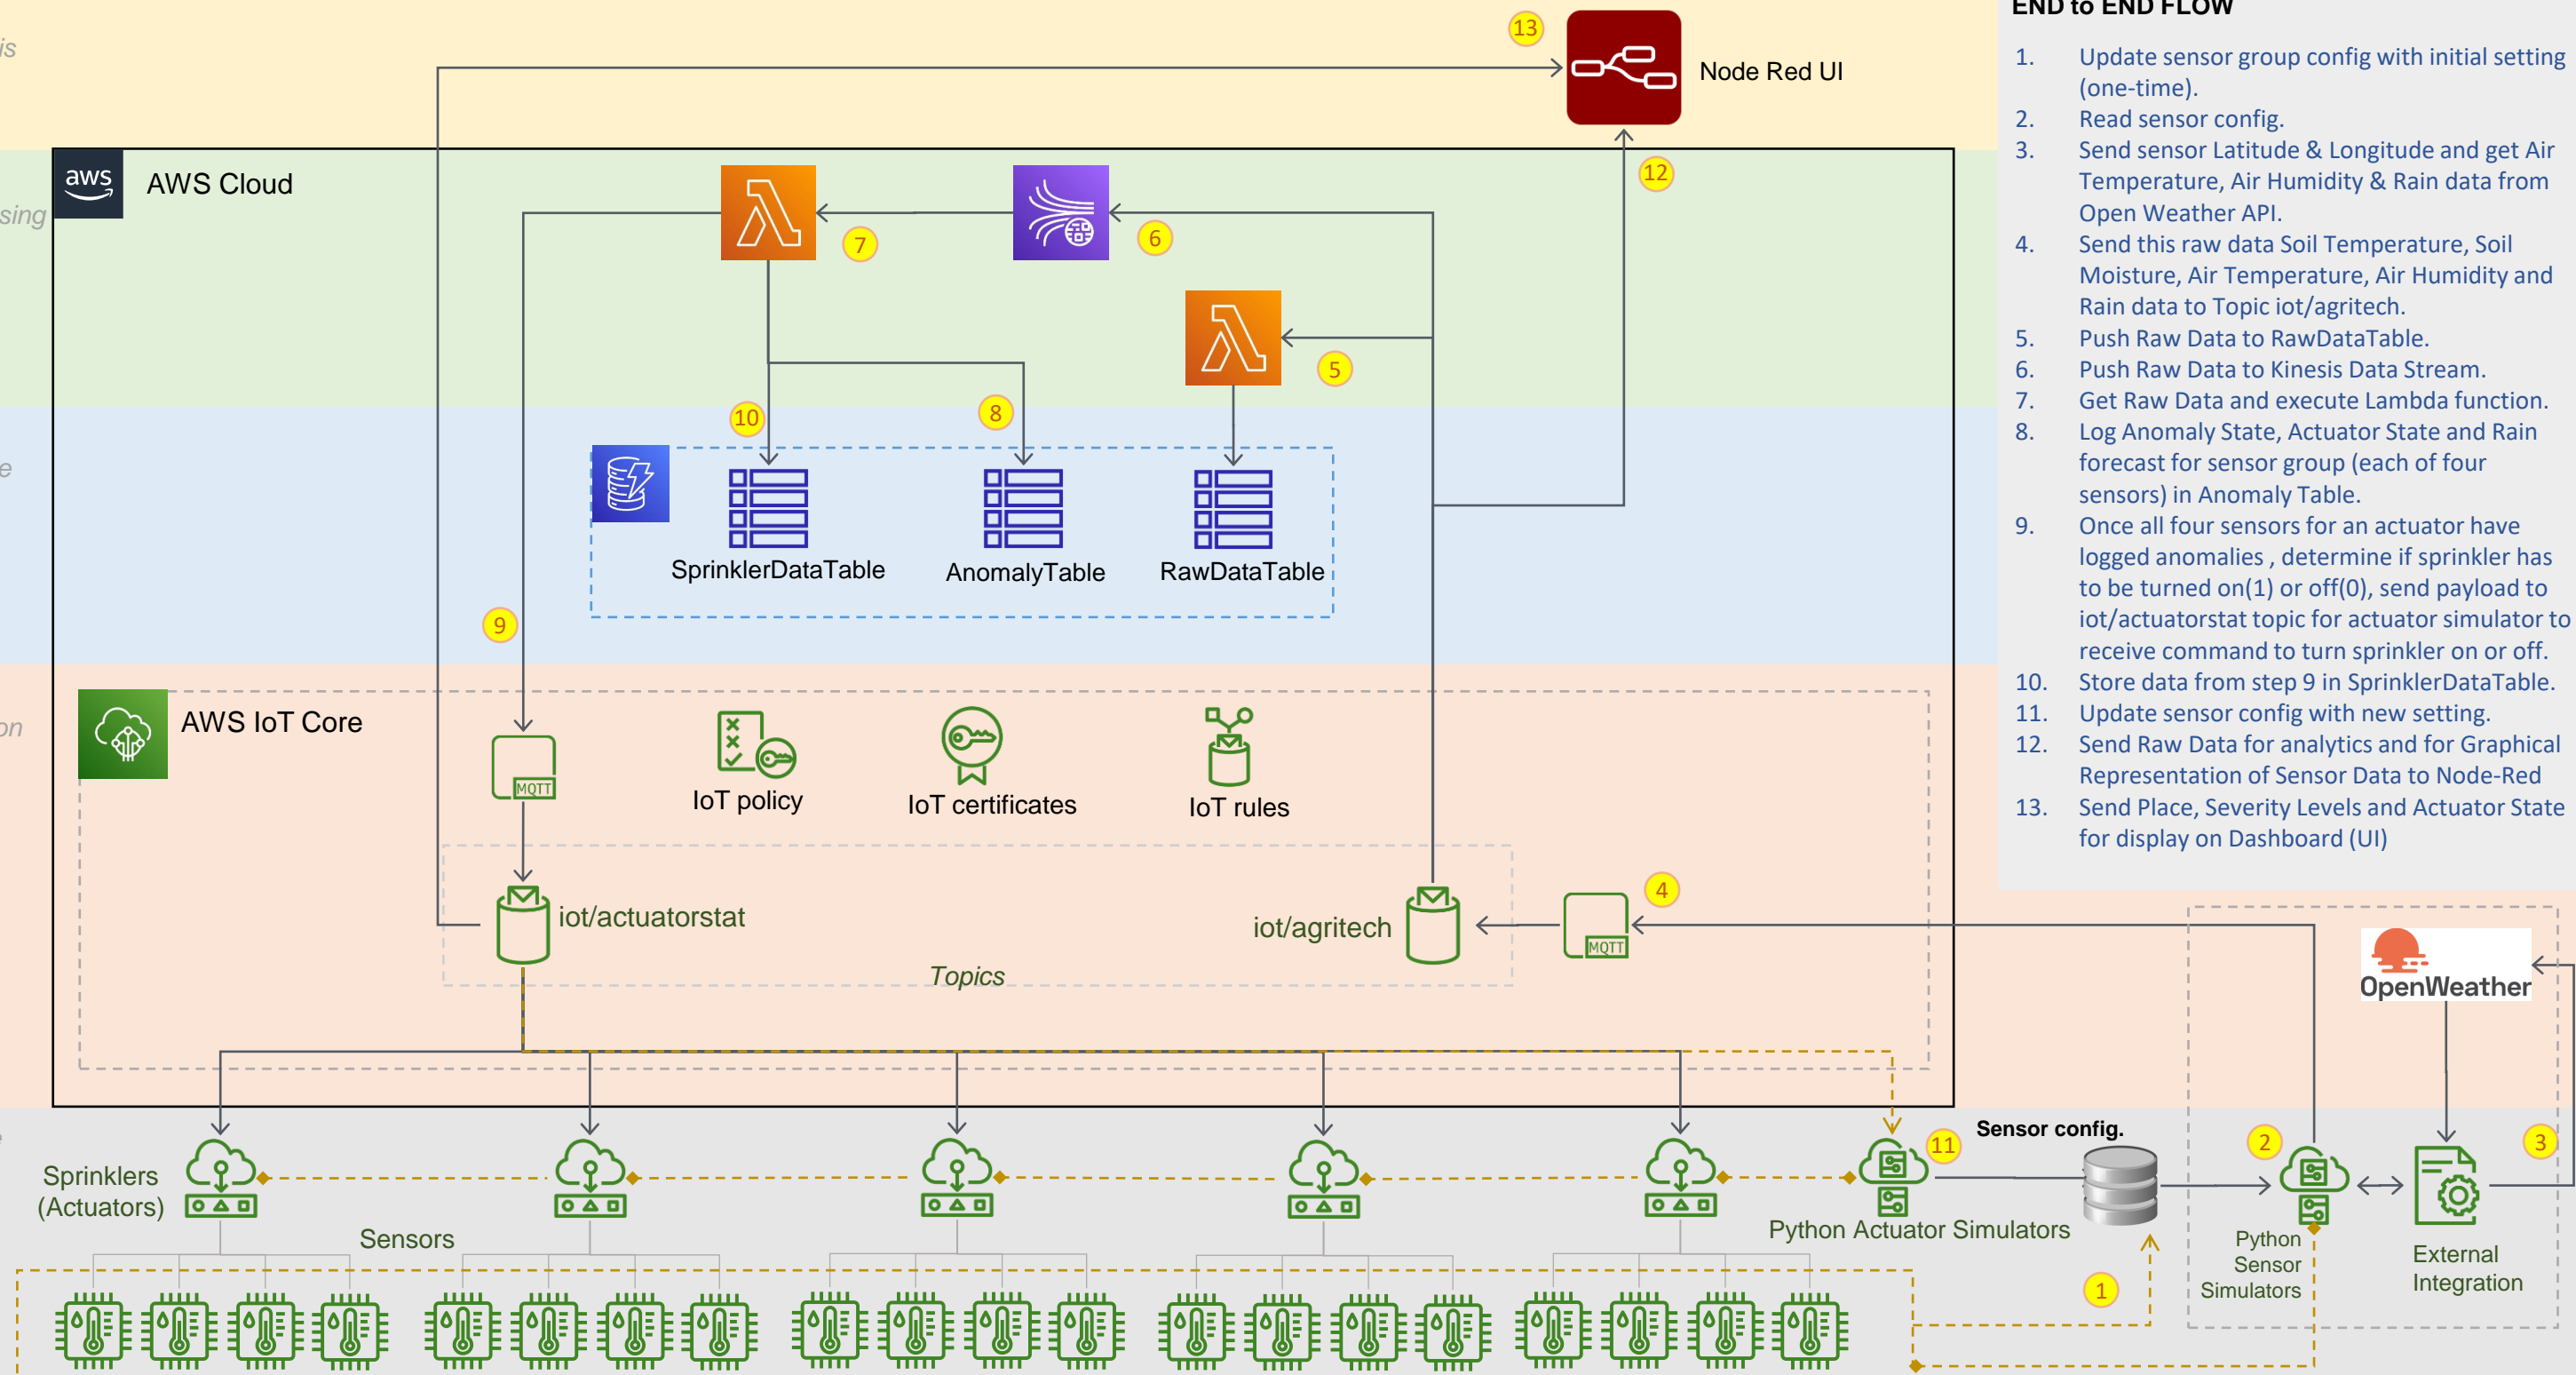 END to END FLOW
1. Update sensor group config with initial setting
(one-time).
2. Read sensor config.
3. Send sensor Latitude & Longitude and get Air
Temperature, Air Humidity & Rain data from
Open Weather API.
4. Send this raw data Soil Temperature, Soil
Moisture, Air Temperature, Air Humidity and
Rain data to Topic iot/agritech.
5. Push Raw Data to RawDataTable.
6. Push Raw Data to Kinesis Data Stream.
7. Get Raw Data and execute Lambda function.
8. Log Anomaly State, Actuator State and Rain
forecast for sensor group (each of four
sensors) in Anomaly Table.
9. Once all four sensors for an actuator have
logged anomalies , determine if sprinkler has
to be turned on(1) or off(0), send payload to
iot/actuatorstat topic for actuator simulator to
receive command to turn sprinkler on or off.
10. Store data from step 9 in SprinklerDataTable.
11. Update sensor config with new setting.
12. Send Raw Data for analytics and for Graphical
Representation of Sensor Data to Node-Red
13. Send Place, Severity Levels and Actuator State
for display on Dashboard (UI)
13
Node Red UI
12
aws
AWS Cloud
7
6
5
10
8
SprinklerDataTable
AnomalyTable
RawDataTable
9
AWS IoT Core
MQTT
IoT policy
IoT certificates
IoT rules
iot/actuatorstat
iot/agritech
MQTT
4
Topics
OpenWeather
Sprinklers
(Actuators)
Sensors
11
Sensor config.
Python Actuator Simulators
1
2
Python
Sensor
Simulators
3
External
Integration